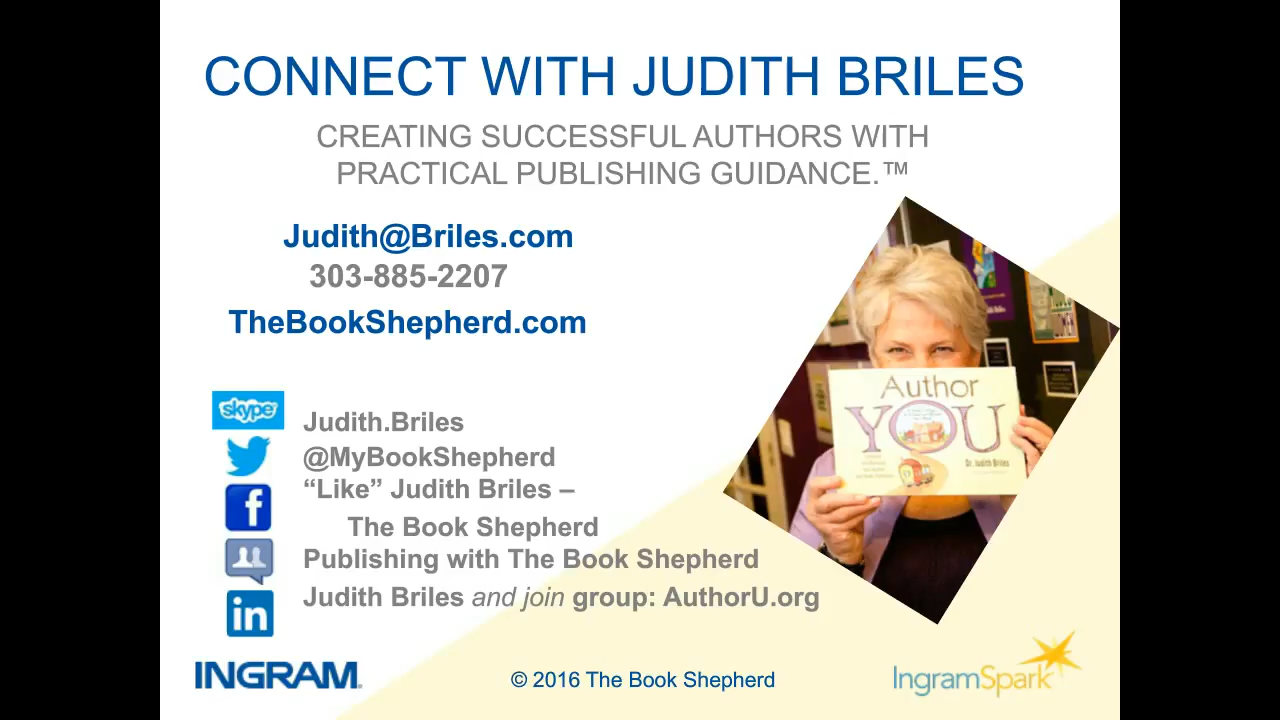 CONNECT WITH JUDITH BRILES
CREATING SUCCESSFUL AUTHORS WITH
PRACTICAL PUBLISHING GUIDANCE.™
Judith@Briles.com
303-885-2207
TheBookShepherd.com
skype
Judith.Briles
@MyBookShepherd
“Like” Judith Briles –
The Book Shepherd
Publishing with The Book Shepherd
in
Judith Briles and join group: AuthorU.org
Author
YOU
Dr. Judith Briles
INGRAM
© 2016 The Book Shepherd
IngramSpark